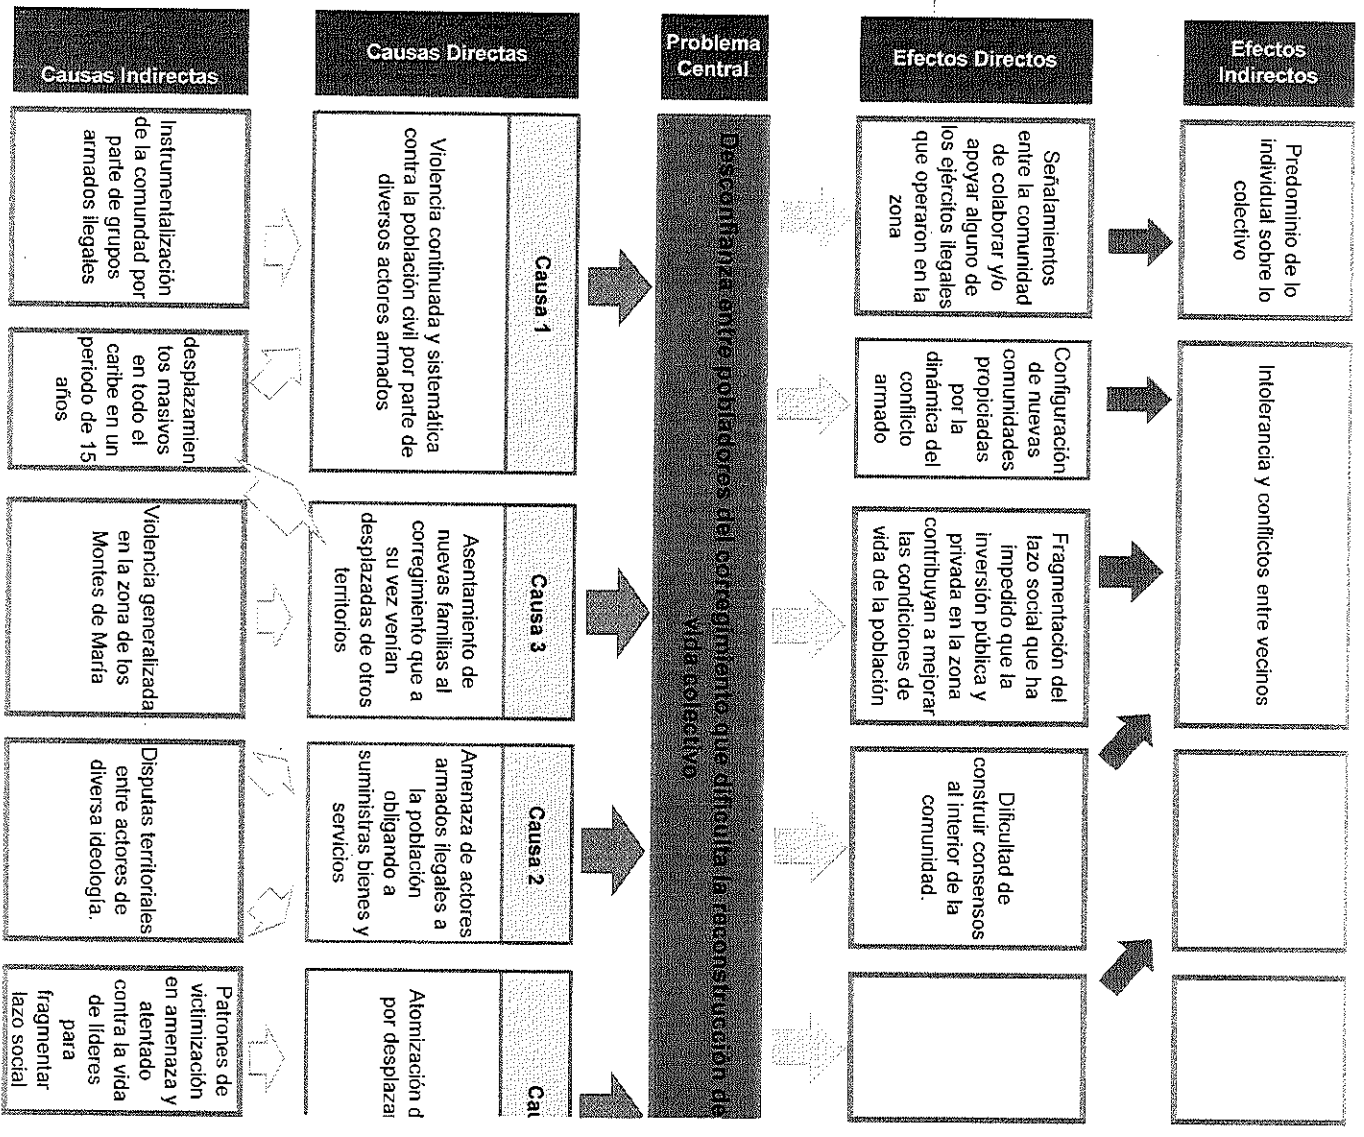 Efectos
Indirectos
Predominio de lo
individual sobre lo
colectivo
Intolerancia y conflictos entre vecinos
Efectos Directos
Señalamientos
entre la comunidad
de colaborar y/o
apoyar alguno de
los ejércitos ilegales
que operaron en la
zona
Configuración
de nuevas
comunidades
propiciadas
por la
dinámica del
conflicto
armado
Fragmentación del
lazo social que ha
impedido que la
inversión pública y
privada en la zona
contribuyan a mejorar
las condiciones de
vida de la población
Dificultad de
construir consensos
al interior de la
comunidad.
Problema
Central
Desconfianza entre pobladores del corregimiento que dificulta la reconstrucción de
vida colectivo
Causas Directas
Causa 1
Violencia continuada y sistemática
contra la población civil por parte de
diversos actores armados
Causa 3
Asentamiento de
nuevas familias al
corregimiento que a
su vez venían
desplazadas de otros
territorios
Causa 2
Amenaza de actores
armados ilegales a
la población
obligando a
suministras bienes y
servicios
Cau
Atomización d
por desplazar
Causas Indirectas
Instrumentalización
de la comundad por
parte de grupos
armados ilegales
desplazamien
tos masivos
en todo el
caribe en un
periodo de 15
años
Violencia generalizada
en la zona de los
Montes de María
Disputas territoriales
entre actores de
diversa ideología.
Patrones de
victimización
en amenaza y
atentado
contra la vida
de líderes
para
fragmentar
lazo social